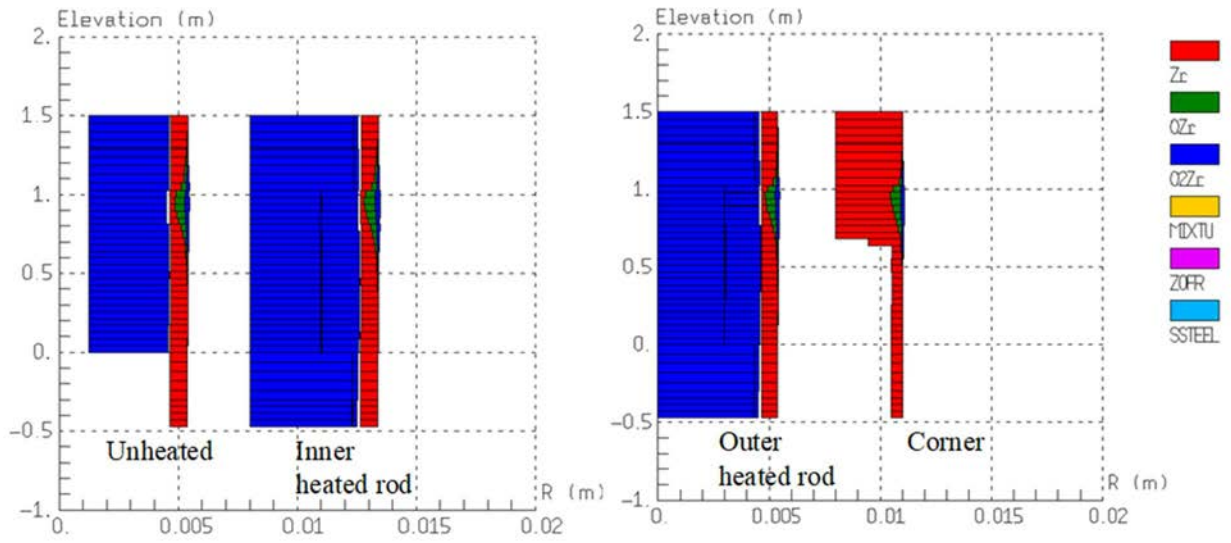 Elevation (m)
2.
1.5
1.
0.5
0.
-0.5
-1.
Unheated
Inner
heated rod
R (m)
0.
0.005
0.01
0.015
0.02
Elevation (m)
2.
1.5
1.
0.5
0.
-0.5
-1.
Outer
heated rod
Corner
R (m)
0.
0.005
0.01
0.015
0.02
Zr
OZr
O2Zr
MIXTU
ZOFR
SSTEEL